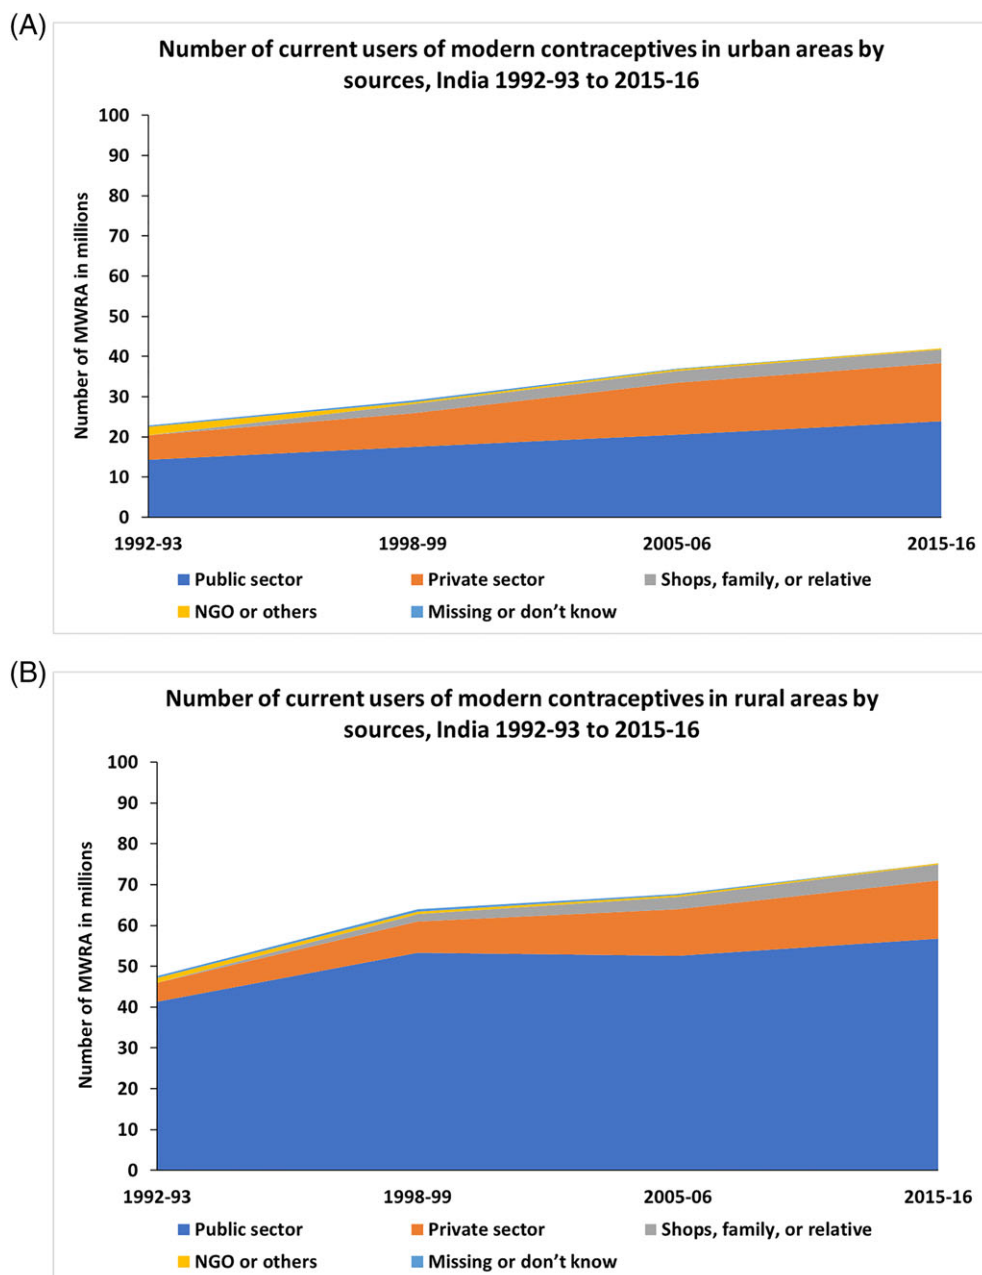 (A)
Number of current users of modern contraceptives in urban areas by
sources, India 1992-93 to 2015-16
Number of MWRA in millions
100
90
80
70
60
50
40
30
20
10
0
1992-93 1998-99 2005-06 2015-16
Public sector Private sector Shops, family, or relative
NGO or others Missing or don’t know
(B)
Number of current users of modern contraceptives in rural areas by
sources, India 1992-93 to 2015-16
Number of MWRA in millions
100
90
80
70
60
50
40
30
20
10
0
1992-93 1998-99 2005-06 2015-16
Public sector Private sector Shops, family, or relative
NGO or others Missing or don’t know